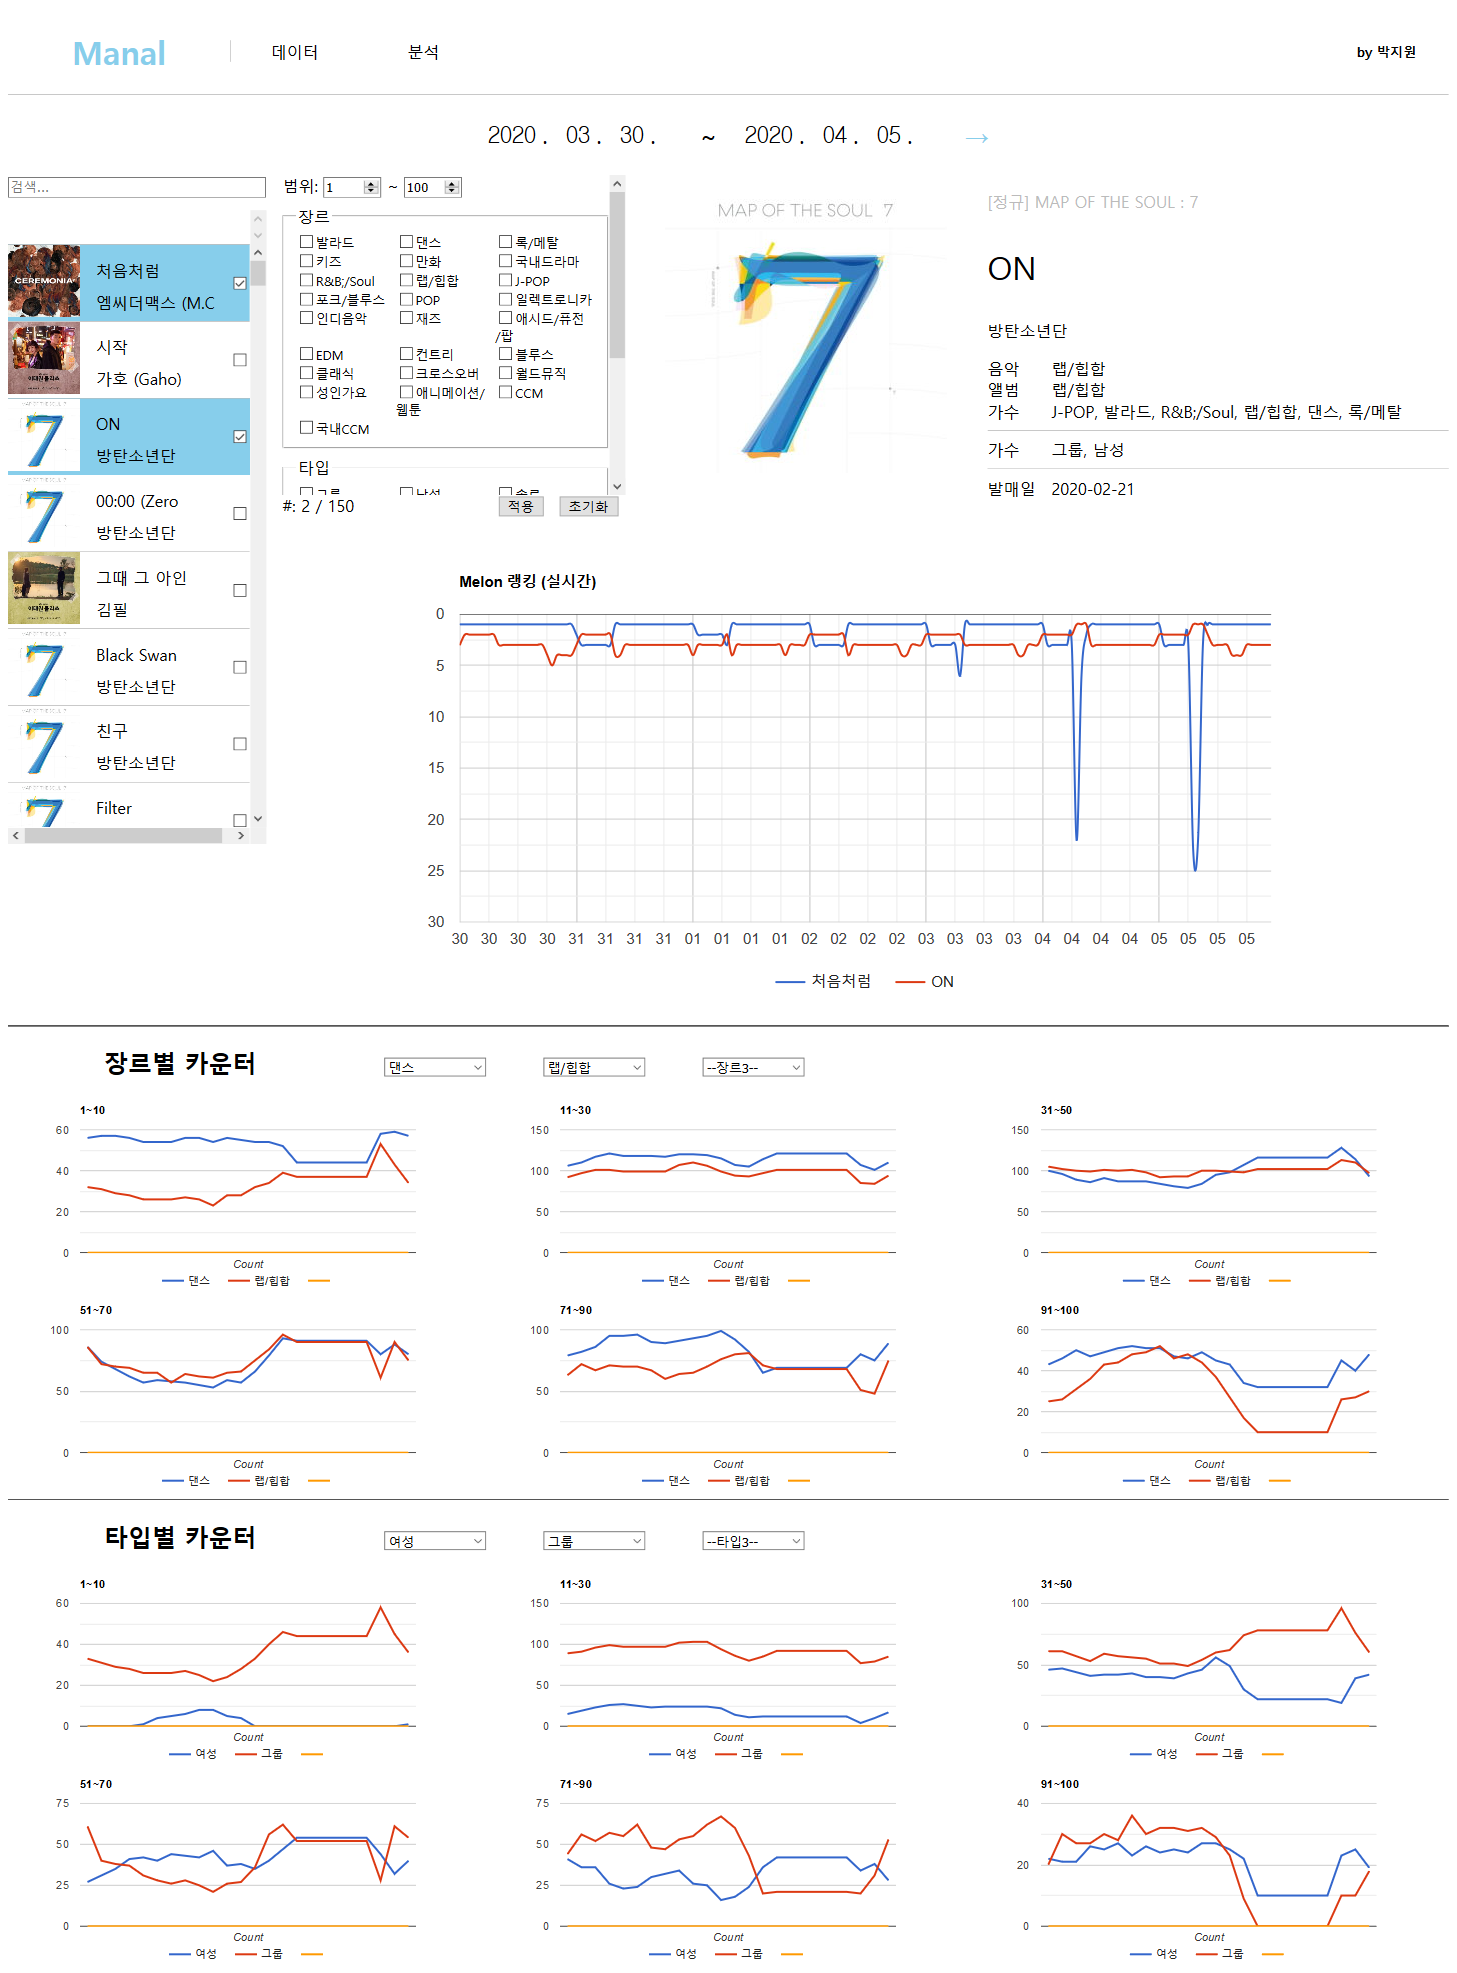 Manal
데이터
분석
by 박지원
2020. 03. 30. ~ 2020. 04. 05. →
검색...
처음처럼
엠씨더맥스 (M.C
CEREMONIA
시작
가호 (Gaho)
ON
방탄소년단
00:00 (Zero
방탄소년단
그때 그 아인
김필
Black Swan
방탄소년단
친구
방탄소년단
Filter
범위: 1 ~ 100
장르
발라드 댄스 록/메탈
키즈 만화 국내드라마
R&B;/Soul 랩/힙합 J-POP
포크/블루스 POP 일렉트로니카
인디음악 재즈 애시드/퓨전
/팝
EDM 컨트리 블루스
클래식 크로스오버 월드뮤직
성인가요 애니메이션/ CCM
웹툰
국내CCM
타입
그룹 남성 솔로
#: 2 / 150
적용
초기화
MAP OF THE SOUL 7
[정규] MAP OF THE SOUL : 7
ON
방탄소년단
음악 랩/힙합
앨범 랩/힙합
가수 J-POP, 발라드, R&B;/Soul, 랩/힙합, 댄스, 록/메탈
가수 그룹, 남성
발매일 2020-02-21
Melon 랭킹 (실시간)
0
5
10
15
20
25
30
30 30 30 30 31 31 31 31 01 01 01 01 02 02 02 02 03 03 03 03 04 04 04 04 05 05 05 05
처음처럼 ON
장르별 카운터
댄스
랩/힙합
--장르3--
1~10
60
40
20
0
Count
댄스 랩/힙합
11~30
150
100
50
0
Count
댄스 랩/힙합
31~50
150
100
50
0
Count
댄스 랩/힙합
51~70
100
50
0
Count
댄스 랩/힙합
71~90
100
50
0
Count
댄스 랩/힙합
91~100
60
40
20
0
Count
댄스 랩/힙합
타입별 카운터
여성
그룹
--타입3--
1~10
60
40
20
0
Count
여성 그룹
11~30
150
100
50
0
Count
여성 그룹
31~50
100
50
0
Count
여성 그룹
51~70
75
50
25
0
Count
여성 그룹
71~90
75
50
25
0
Count
여성 그룹
91~100
40
20
0
Count
여성 그룹